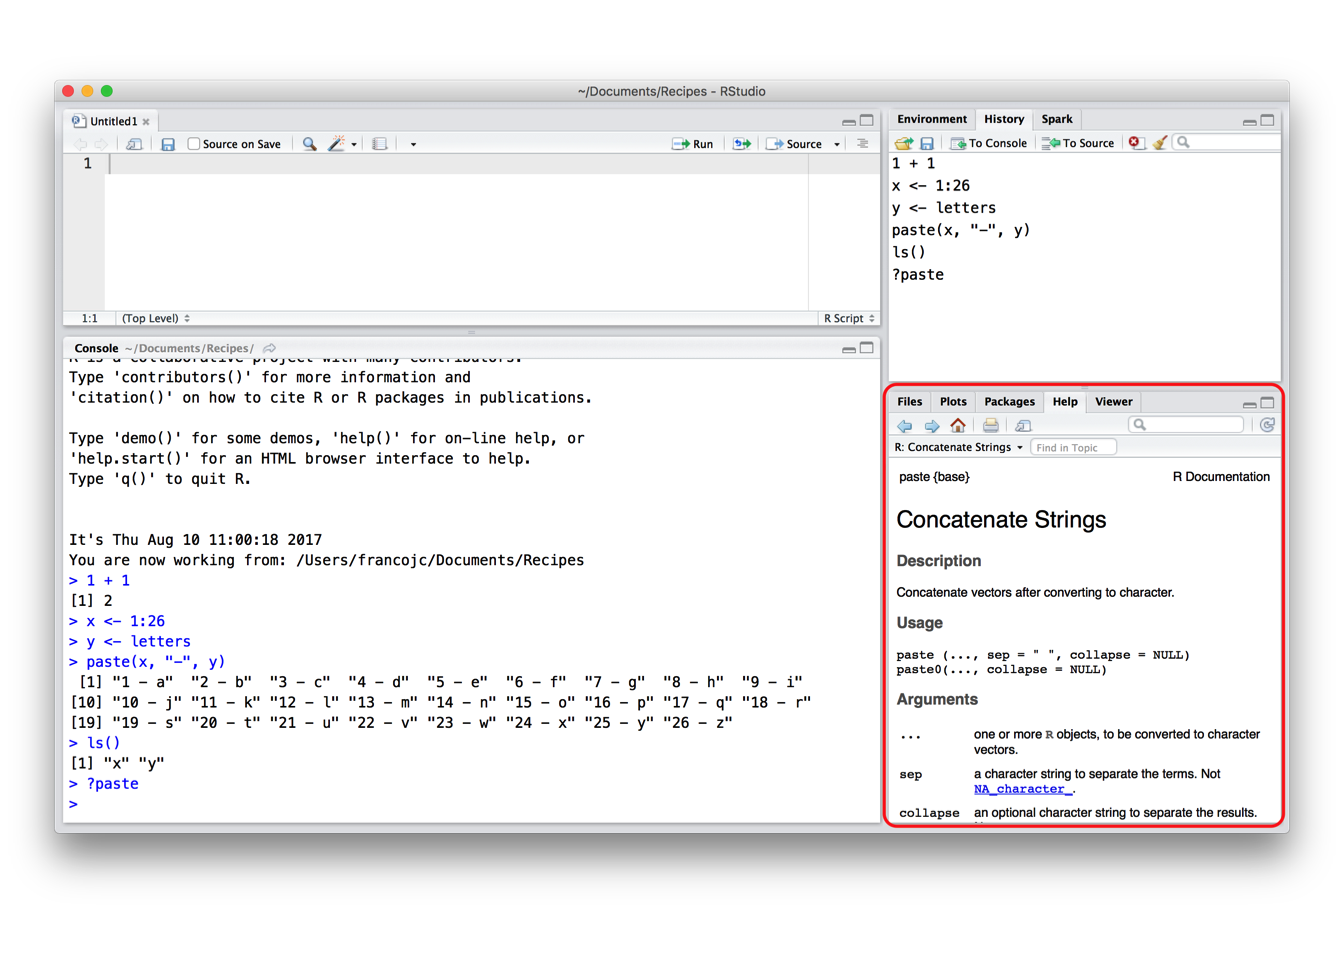 ~/Documents/Recipes - RStudio
Untitled1
Source on Save
Run
Source
1
1:1
(Top Level)
R Script
Console ~/Documents/Recipes/
R is a collaborative project with many contributors.
Type 'contributors()' for more information and
'citation()' on how to cite R or R packages in publications.
Type 'demo()' for some demos, 'help()' for on-line help, or
'help.start()' for an HTML browser interface to help.
Type 'q()' to quit R.
It's Thu Aug 10 11:00:18 2017
You are now working from: /Users/francojc/Documents/Recipes
> 1 + 1
[1] 2
> x <- 1:26
> y <- letters
> paste(x, "-", y)
[1] "1 - a" "2 - b" "3 - c" "4 - d" "5 - e" "6 - f" "7 - g" "8 - h" "9 - i"
[10] "10 - j" "11 - k" "12 - l" "13 - m" "14 - n" "15 - o" "16 - p" "17 - q" "18 - r"
[19] "19 - s" "20 - t" "21 - u" "22 - v" "23 - w" "24 - x" "25 - y" "26 - z"
> ls()
[1] "x" "y"
> ?paste
>
Environment History Spark
To Console To Source
1 + 1
x <- 1:26
y <- letters
paste(x, "-", y)
ls()
?paste
Files Plots Packages Help Viewer
R: Concatenate Strings Find in Topic
paste {base} R Documentation
Concatenate Strings
Description
Concatenate vectors after converting to character.
Usage
paste (..., sep = " ", collapse = NULL)
paste0(..., collapse = NULL)
Arguments
... one or more R objects, to be converted to character
vectors.
sep a character string to separate the terms. Not
NA_character_.
collapse an optional character string to separate the results.